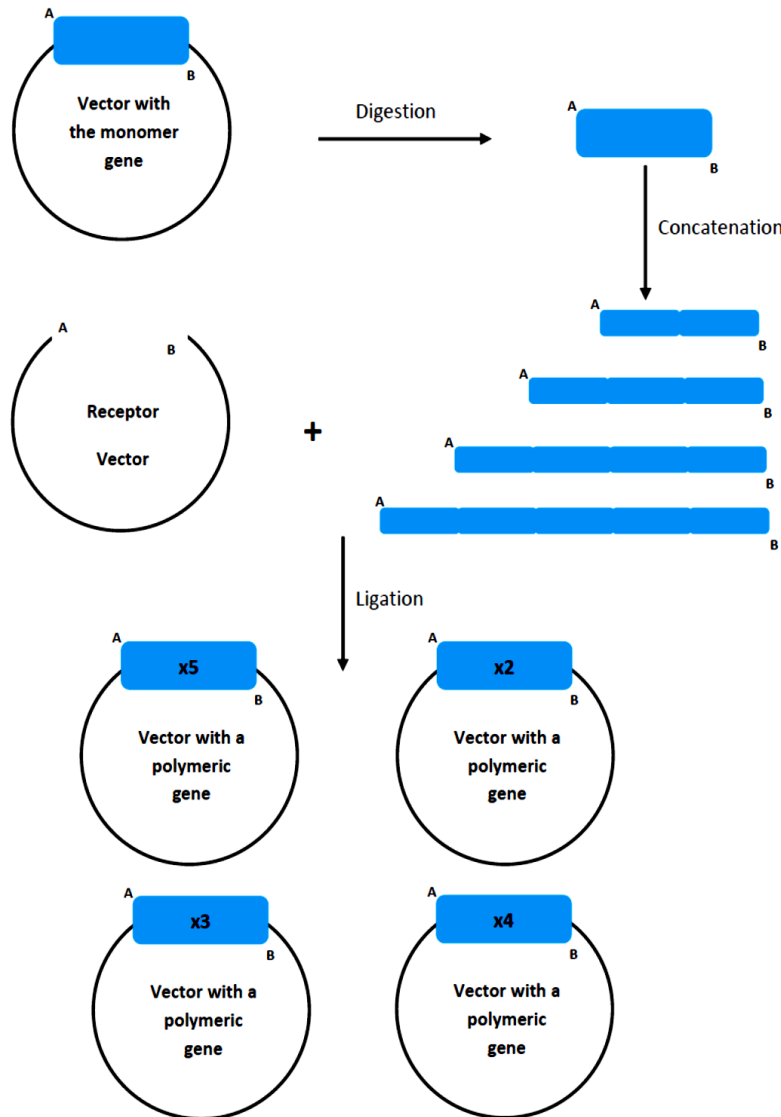 A
B
Vector with
the monomer
gene
Digestion
A
B
Concatenation
A
B
A
B
A
B
A
B
A
B
Receptor
Vector
+
Ligation
A
x5
B
Vector with a
polymeric
gene
A
x2
B
Vector with a
polymeric
gene
A
x3
B
Vector with a
polymeric
gene
A
x4
B
Vector with a
polymeric
gene